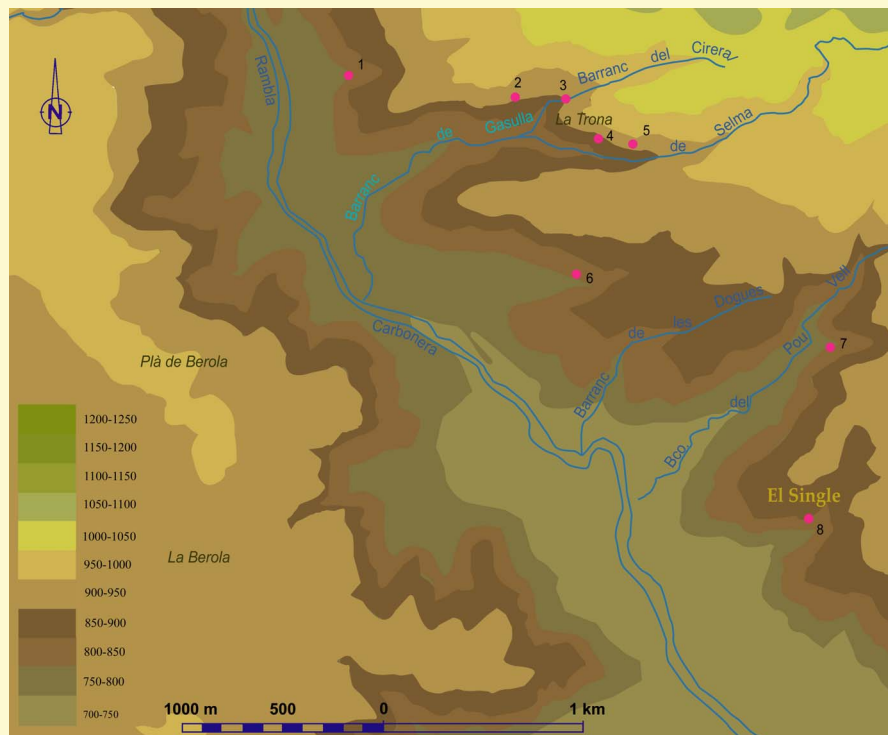 N
Rambla
1
2
3
Barranc del Cirera
La Trona
4
5
Barranc de Gasulla
de Selma
6
Carbonera
Barranc de les Dogues
Bco. del Pou Vell
7
Plà de Berola
El Single
8
La Berola
1200-1250
1150-1200
1100-1150
1050-1100
1000-1050
950-1000
900-950
850-900
800-850
750-800
700-750
1000 m 500 0 1 km